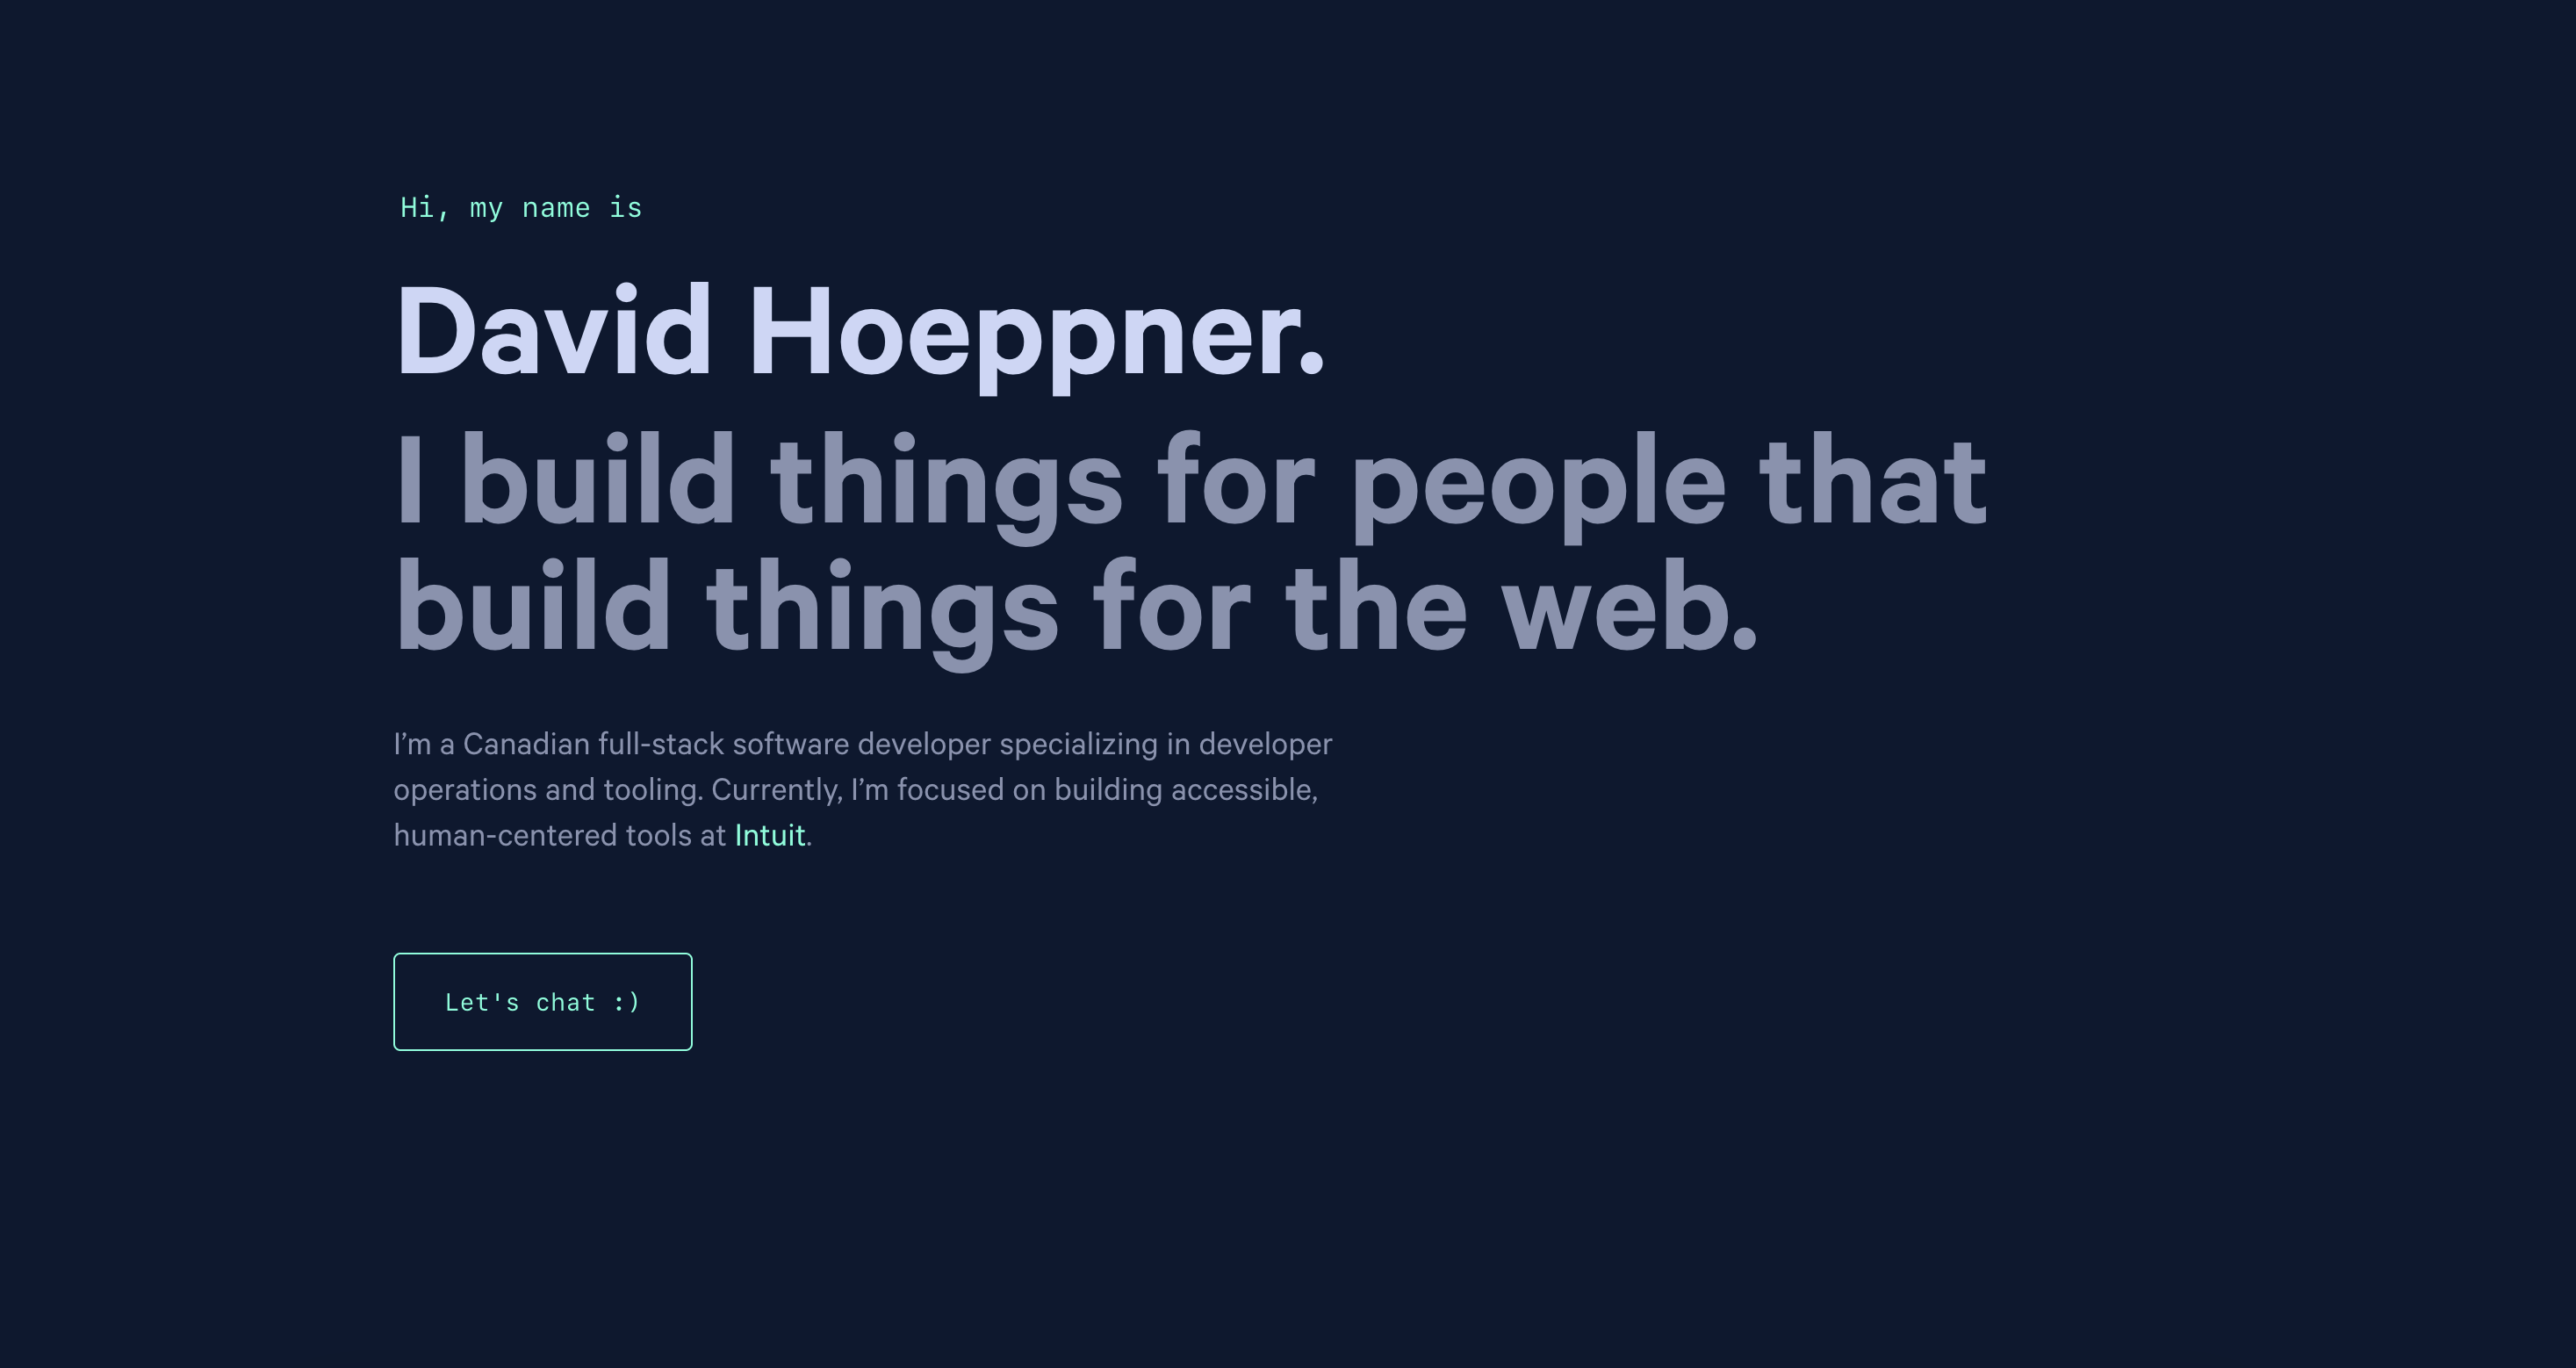 Hi, my name is
David Hoeppner.
I build things for people that
build things for the web.
I’m a Canadian full-stack software developer specializing in developer
operations and tooling. Currently, I’m focused on building accessible,
human-centered tools at Intuit.
Let's chat :)